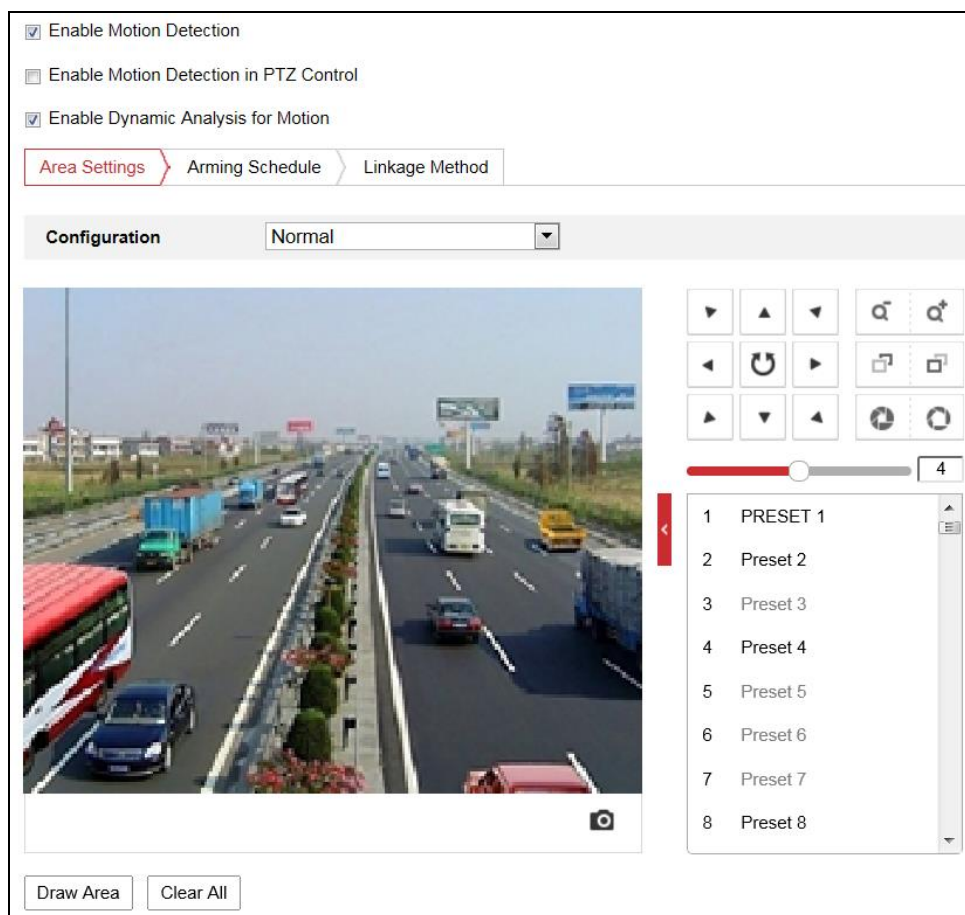 Enable Motion Detection
Enable Motion Detection in PTZ Control
Enable Dynamic Analysis for Motion
Area Settings
Arming Schedule
Linkage Method
Configuration
Normal
4
1 PRESET 1
2 Preset 2
3 Preset 3
4 Preset 4
5 Preset 5
6 Preset 6
7 Preset 7
8 Preset 8
Draw Area
Clear All